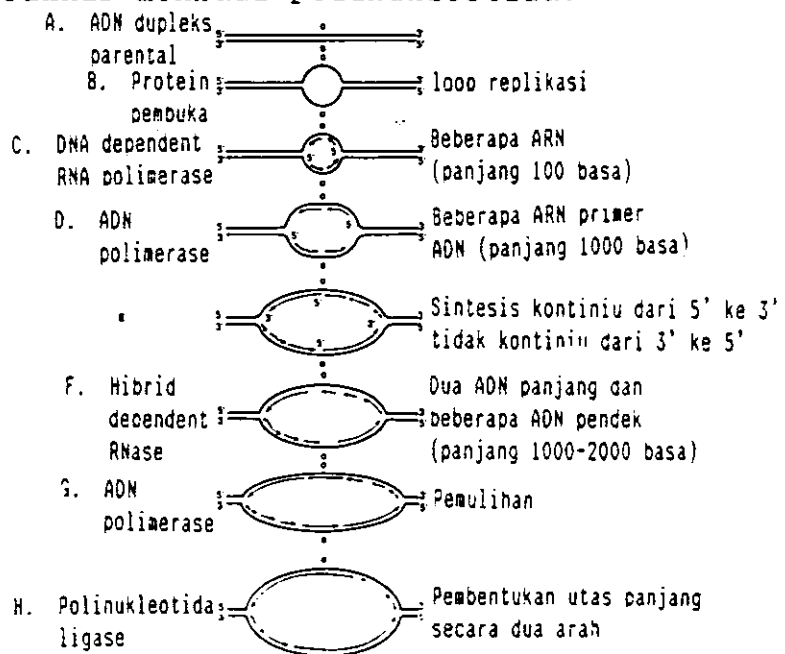 A. ADN dupleks
parental
B. Protein
pembuka
loop replikasi
C. DNA dependent
RNA polimerase
Beberapa ARN
(panjang 100 basa)
D. ADN
polimerase
Beberapa ARN primer
ADN (panjang 1000 basa)
Sintesis kontiniu dari 5' ke 3'
tidak kontiniu dari 3' ke 5'
F. Hibrid
decendent
RNase
Dua ADN panjang dan
beberapa ADN pendek
(panjang 1000-2000 basa)
G. ADN
polimerase
Pemulihan
H. Polinukleotida
ligase
Pembentukan utas panjang
secara dua arah